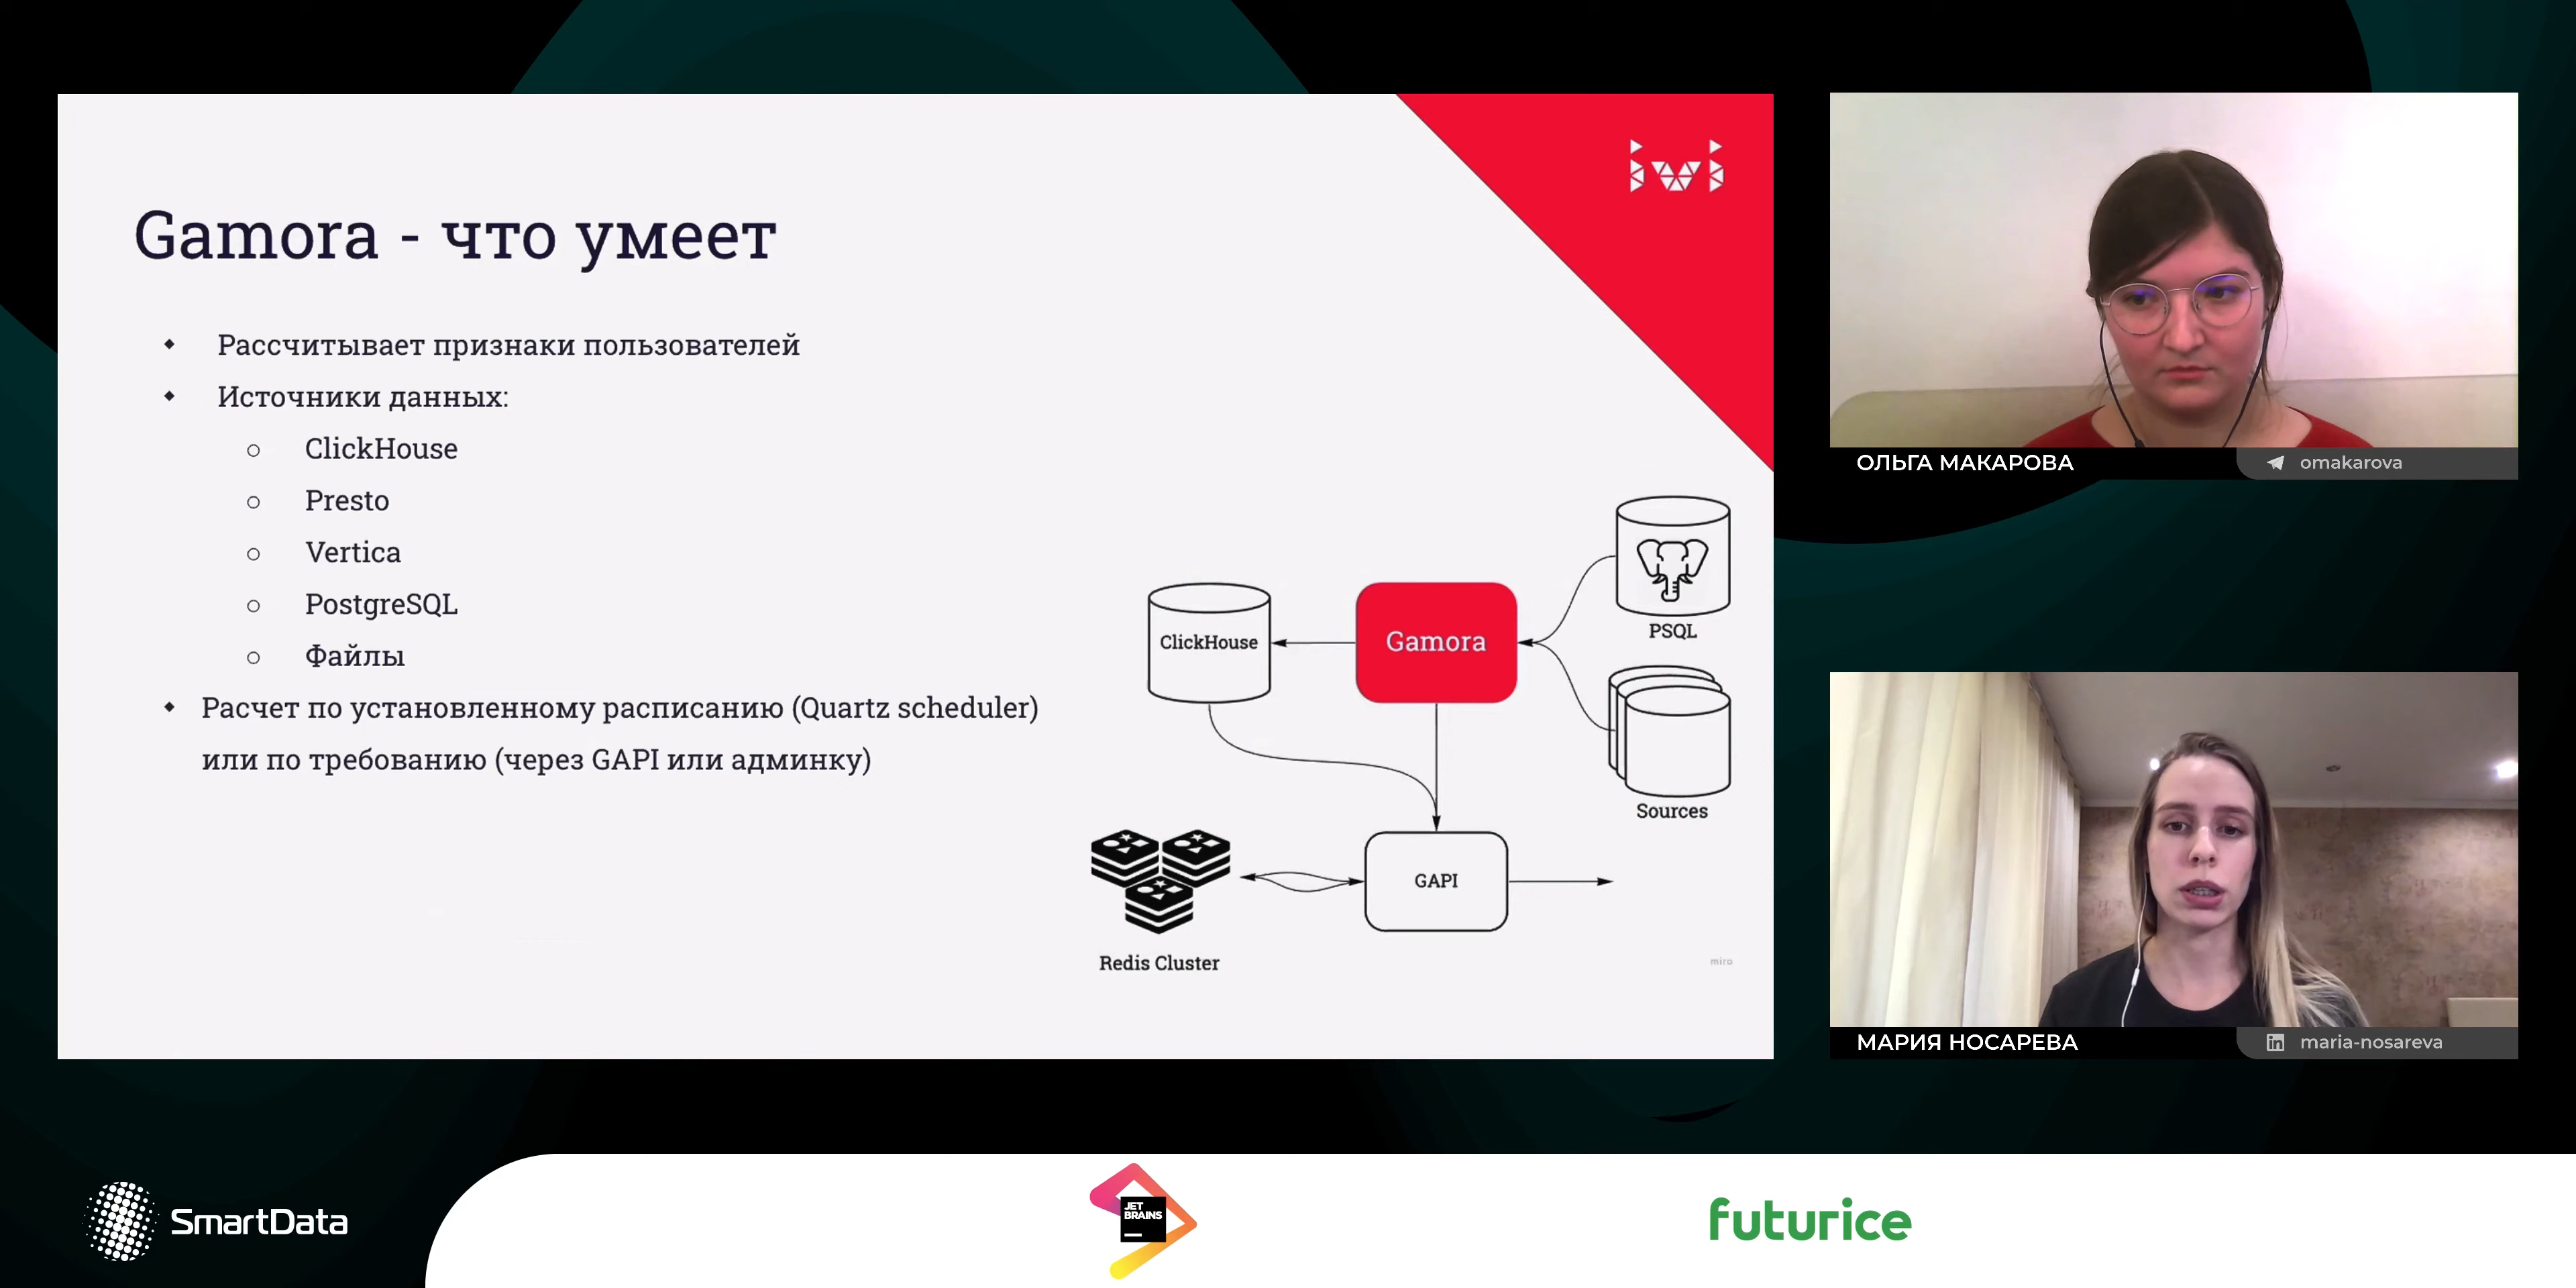 ivi
Gamora - что умеет
Рассчитывает признаки пользователей
Источники данных:
ClickHouse
Presto
Vertica
PostgreSQL
Файлы
Расчет по установленному расписанию (Quartz scheduler)
или по требованию (через GAPI или админку)
ClickHouse
Gamora
PSQL
Sources
GAPI
Redis Cluster
miro
ОЛЬГА МАКАРОВА
omakarova
МАРИЯ НОСАРЕВА
in maria-nosareva
SmartData
JET
BRAINS
futurice